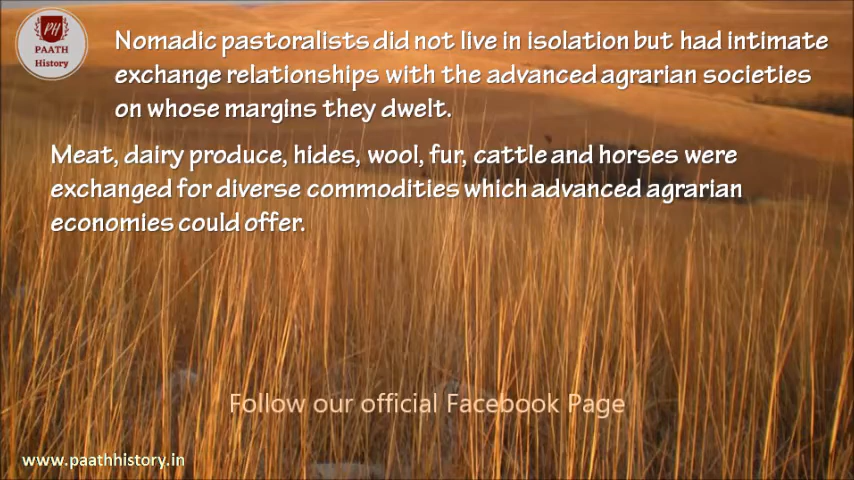 PH
PAATH
History
Nomadic pastoralists did not live in isolation but had intimate
exchange relationships with the advanced agrarian societies
on whose margins they dwelt.
Meat, dairy produce, hides, wool, fur, cattle and horses were
exchanged for diverse commodities which advanced agrarian
economies could offer.
Follow our official Facebook Page
www.paathhistory.in